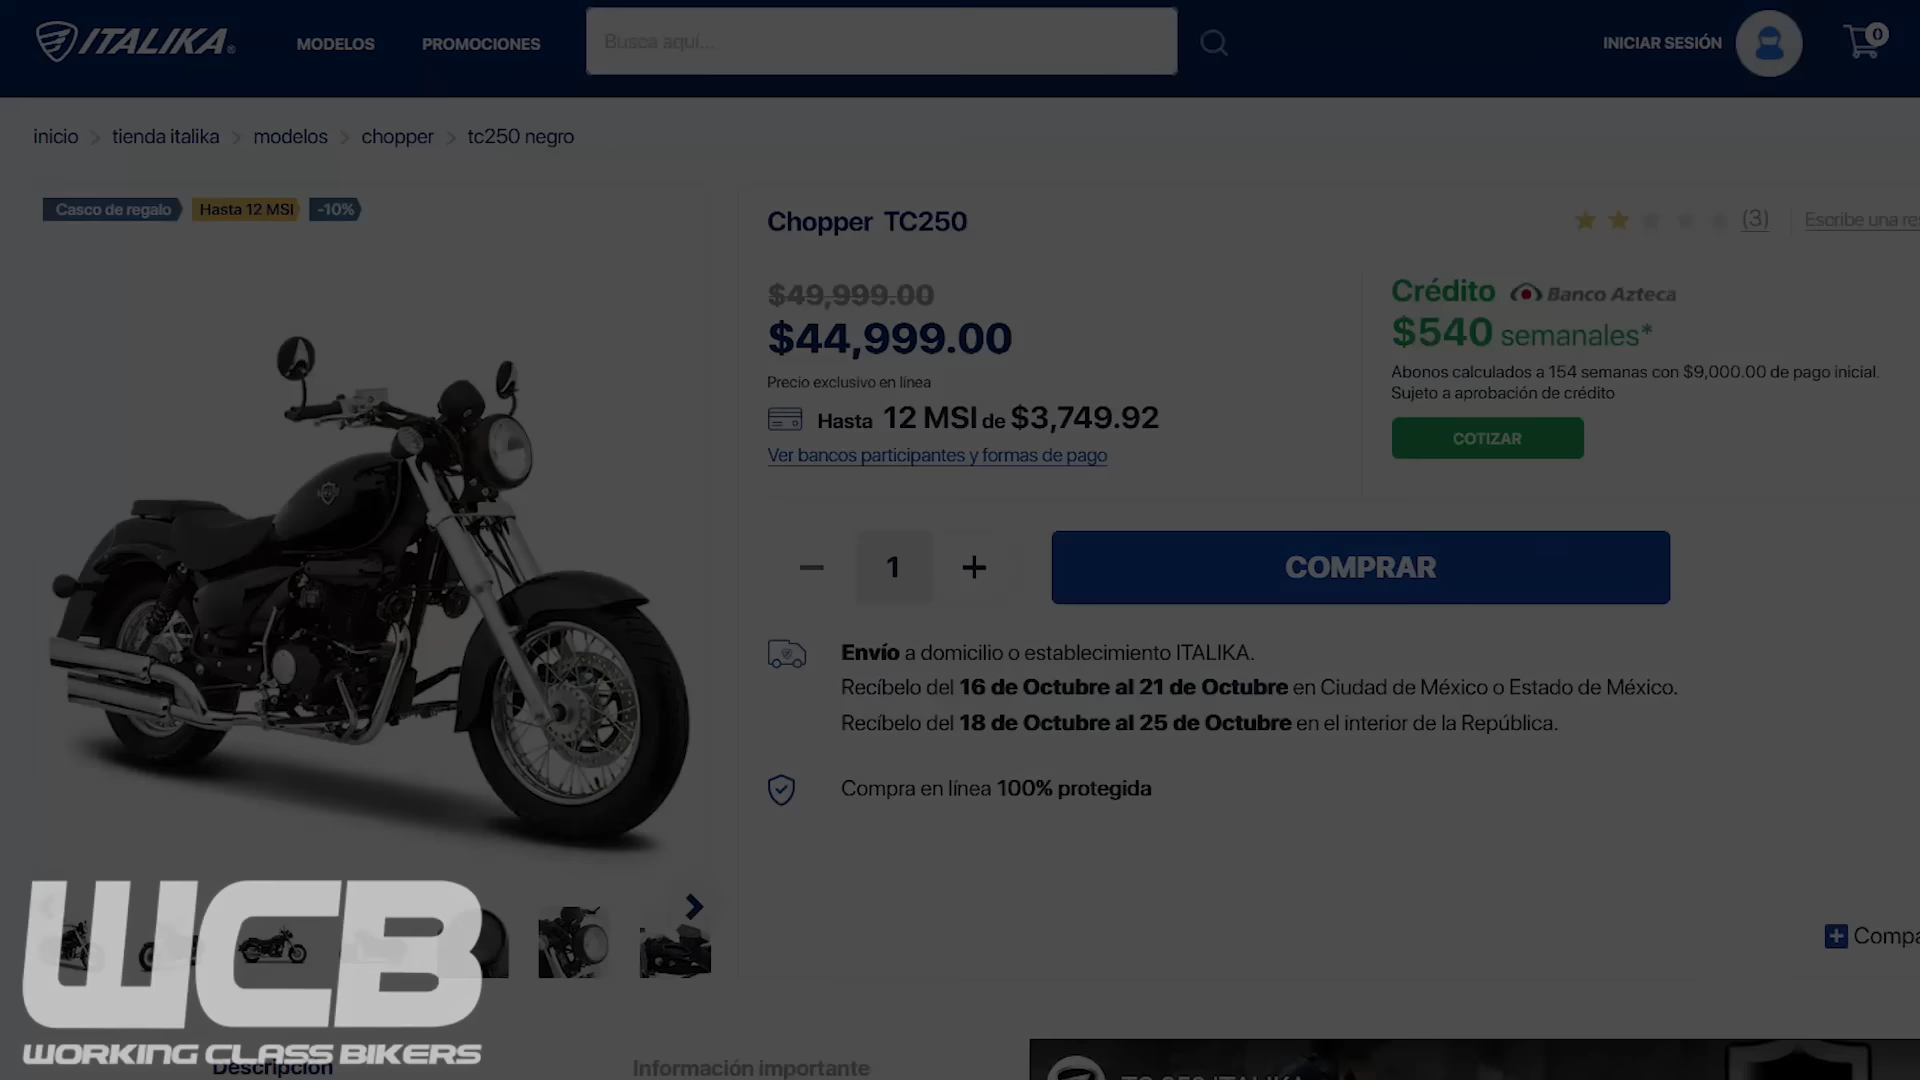 ITALIKA
MODELOS
PROMOCIONES
Busca aquí...
INICIAR SESIÓN
0
inicio > tienda italika > modelos > chopper > tc250 negro
Casco de regalo
Hasta 12 MSI
-10%
Chopper TC250
(3)
Escribe una re
$49,999.00
$44,999.00
Precio exclusivo en línea
Hasta 12 MSI de $3,749.92
Ver bancos participantes y formas de pago
Crédito Banco Azteca
$540 semanales*
Abonos calculados a 154 semanas con $9,000.00 de pago inicial.
Sujeto a aprobación de crédito
COTIZAR
1
COMPRAR
Envío a domicilio o establecimiento ITALIKA.
Recíbelo del 16 de Octubre al 21 de Octubre en Ciudad de México o Estado de México.
Recíbelo del 18 de Octubre al 25 de Octubre en el interior de la República.
Compra en línea 100% protegida
Compa
WCB
WORKING CLASS BIKERS
Descripción
Información importante